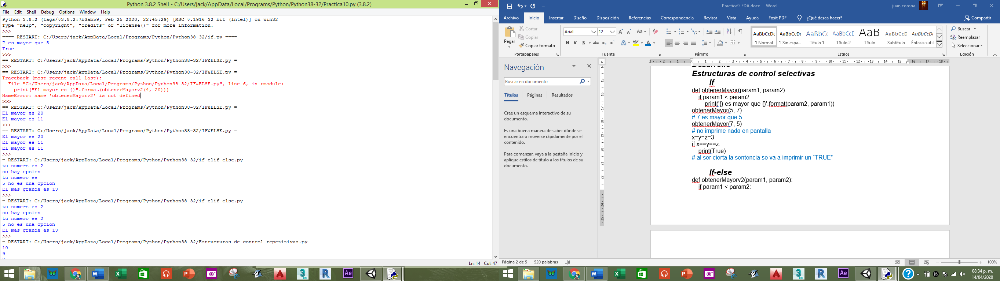 Python 3.8.2 Shell - C:/Users/jack/AppData/Local/Programs/Python/Python38-32/Practica10.py (3.8.2)
File Edit Shell Debug Options Window Help
Python 3.8.2 (tags/v3.8.2:7b3ab59, Feb 25 2020, 22:45:29) [MSC v.1916 32 bit (Intel)] on win32
Type "help", "copyright", "credits" or "license()" for more information.
>>>
==== RESTART: C:/Users/jack/AppData/Local/Programs/Python/Python38-32/if.py ====
7 es mayor que 5
True
>>>
== RESTART: C:/Users/jack/AppData/Local/Programs/Python/Python38-32/IF&ELSE.py =
>>>
== RESTART: C:/Users/jack/AppData/Local/Programs/Python/Python38-32/IF&ELSE.py =
Traceback (most recent call last):
  File "C:/Users/jack/AppData/Local/Programs/Python/Python38-32/IF&ELSE.py", line 6, in <module>
    print("El mayor es {}".format(obtenerMayorv2(4, 20)))
NameError: name 'obtenerMayorv2' is not defined
>>>
== RESTART: C:/Users/jack/AppData/Local/Programs/Python/Python38-32/IF&ELSE.py =
El mayor es 20
El mayor es 11
>>>
== RESTART: C:/Users/jack/AppData/Local/Programs/Python/Python38-32/IF&ELSE.py =
El mayor es 20
El mayor es 11
El mayor es 11
>>>
= RESTART: C:/Users/jack/AppData/Local/Programs/Python/Python38-32/if-elif-else.py
tu numero es 2
no hay opcion
tu numero es
5 no es una opcion
El mas grande es 13
>>>
= RESTART: C:/Users/jack/AppData/Local/Programs/Python/Python38-32/if-elif-else.py
tu numero es 2
no hay opcion
tu numero es 2
5 no es una opcion
El mas grande es 13
>>>
= RESTART: C:/Users/jack/AppData/Local/Programs/Python/Python38-32/Estructuras de control repetitivas.py
10
9
Ln: 14 Col: 47
Practica9-EDA.docx - Word
juan corona
Archivo Inicio Insertar Diseño Disposición Referencias Correspondencia Revisar Vista Ayuda Foxit PDF ¿Qué desea hacer? Compartir
Pegar
Cortar
Copiar
Copiar formato
Portapapeles
Arial 12
N K S abc x₂ x²
Fuente
Párrafo
AaBbCcDc AaBbCcDc AaBbCc AaBbCcD AaB AaBbCcD AaBbCcDc
¶ Normal ¶ Sin espa... Título 1 Título 2 Título Subtítulo Énfasis sutil
Estilos
Buscar
Reemplazar
Seleccionar
Edición
Navegación
Buscar en documento
Títulos Páginas Resultados
Cree un esquema interactivo de su
documento.
Es una buena manera de saber dónde se
encuentra o moverse rápidamente por el
contenido.
Para comenzar, vaya a la pestaña Inicio y
aplique estilos de título a los títulos de su
documento.
Desarrollo
Estructuras de control selectivas
If
def obtenerMayor(param1, param2):
    if param1 < param2:
        print('{} es mayor que {}'.format(param2, param1))
obtenerMayor(5, 7)
# 7 es mayor que 5
obtenerMayor(7, 5)
# no imprime nada en pantalla
x=y=z=3
if x==y==z:
    print(True)
# al ser cierta la sentencia se va a imprimir un “TRUE”
If-else
def obtenerMayorv2(param1, param2):
    if param1 < param2:
Página 2 de 5 520 palabras
100%
08:34 p. m.
14/04/2020